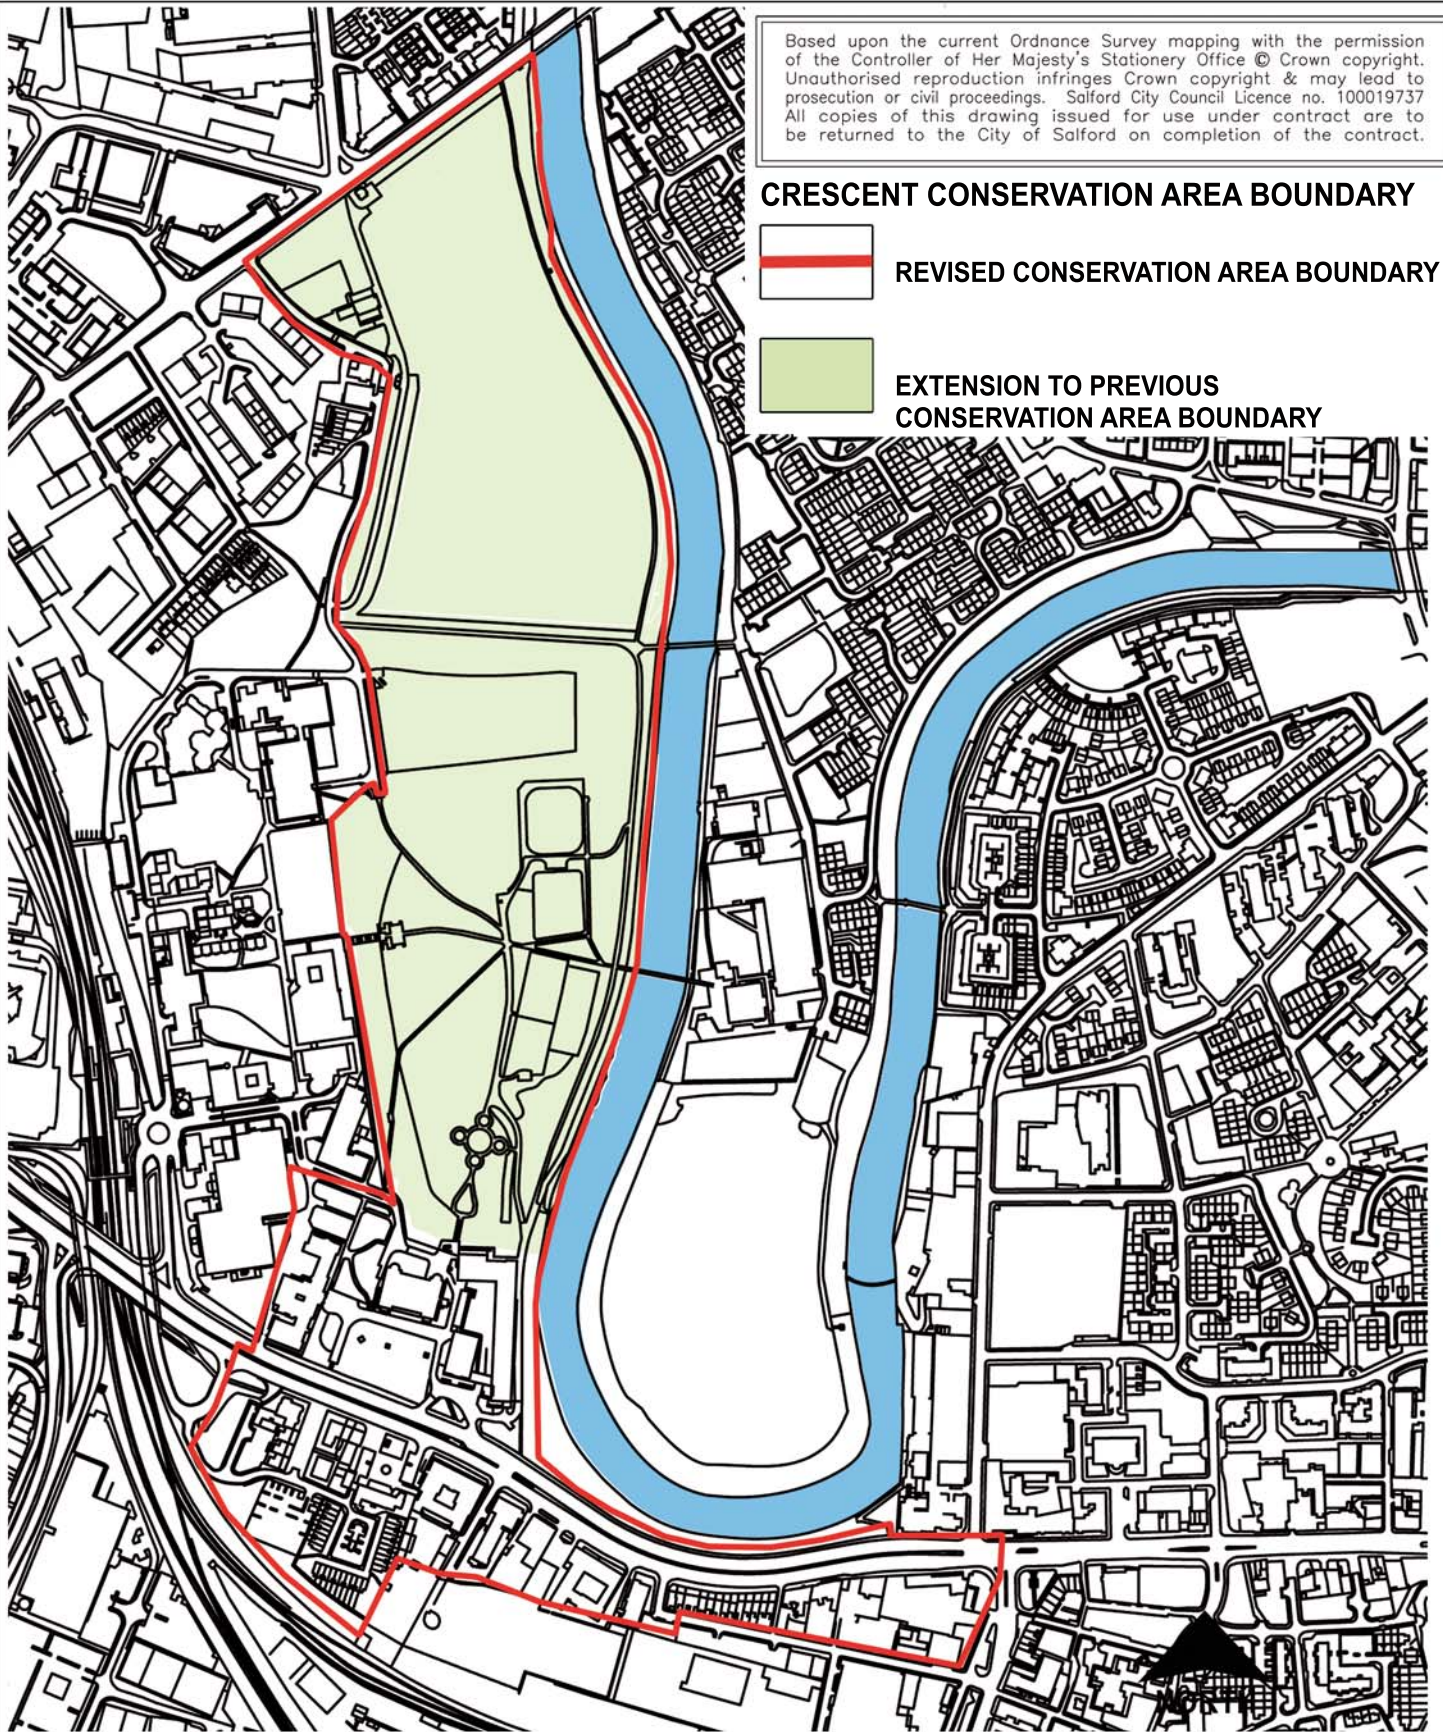 Based upon the current Ordnance Survey mapping with the permission
of the Controller of Her Majesty's Stationery Office © Crown copyright.
Unauthorised reproduction infringes Crown copyright & may lead to
prosecution or civil proceedings. Salford City Council Licence no. 100019737
All copies of this drawing issued for use under contract are to
be returned to the City of Salford on completion of the contract.
CRESCENT CONSERVATION AREA BOUNDARY
REVISED CONSERVATION AREA BOUNDARY
EXTENSION TO PREVIOUS
CONSERVATION AREA BOUNDARY
NORTH